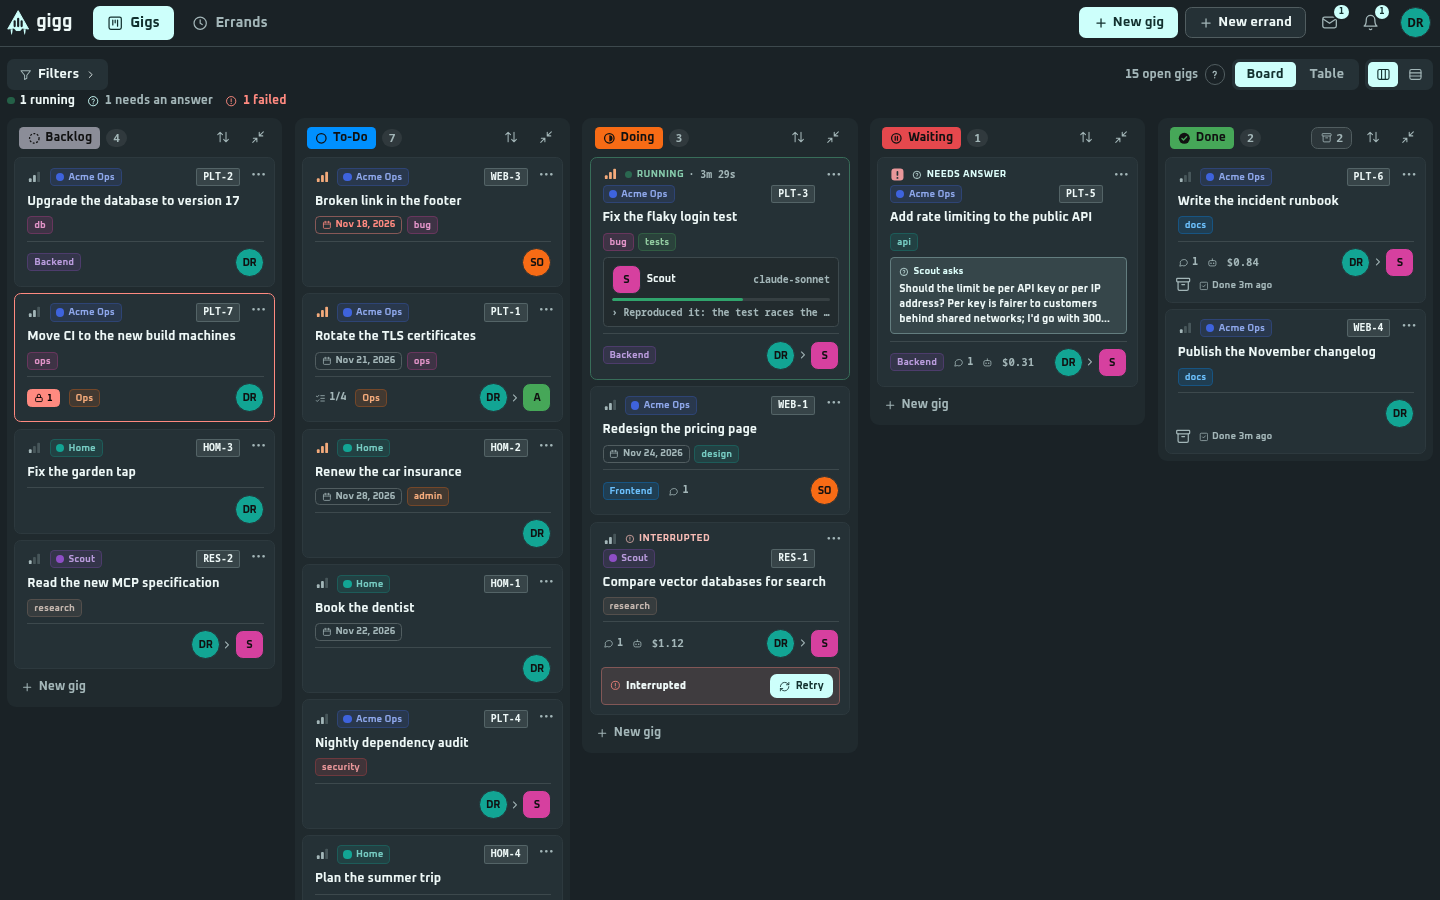 gigg
Gigs
Errands
+ New gig
+ New errand
1
1
DR
Filters
15 open gigs
?
Board
Table
1 running
1 needs an answer
1 failed
Backlog 4
Acme Ops PLT-2
Upgrade the database to version 17
db
Backend DR
Acme Ops PLT-7
Move CI to the new build machines
ops
1 Ops DR
Home HOM-3
Fix the garden tap
DR
Scout RES-2
Read the new MCP specification
research
DR > S
+ New gig
To-Do 7
Acme Ops WEB-3
Broken link in the footer
Nov 18, 2026 bug
SO
Acme Ops PLT-1
Rotate the TLS certificates
Nov 21, 2026 ops
1/4 Ops DR > A
Home HOM-2
Renew the car insurance
Nov 28, 2026 admin
DR
Home HOM-1
Book the dentist
Nov 22, 2026
DR
Acme Ops PLT-4
Nightly dependency audit
security
DR > S
Home HOM-4
Plan the summer trip
Doing 3
RUNNING · 3m 29s
Acme Ops PLT-3
Fix the flaky login test
bug tests
S Scout claude-sonnet
› Reproduced it: the test races the …
Backend DR > S
Acme Ops WEB-1
Redesign the pricing page
Nov 24, 2026 design
Frontend 1 SO
INTERRUPTED
Scout RES-1
Compare vector databases for search
research
1 $1.12 DR > S
Interrupted Retry
+ New gig
Waiting 1
NEEDS ANSWER
Acme Ops PLT-5
Add rate limiting to the public API
api
Scout asks
Should the limit be per API key or per IP
address? Per key is fairer to customers
behind shared networks; I'd go with 300...
Backend 1 $0.31 DR > S
+ New gig
Done 2 2
Acme Ops PLT-6
Write the incident runbook
docs
1 $0.84 DR > S
Done 3m ago
Acme Ops WEB-4
Publish the November changelog
docs
DR
Done 3m ago